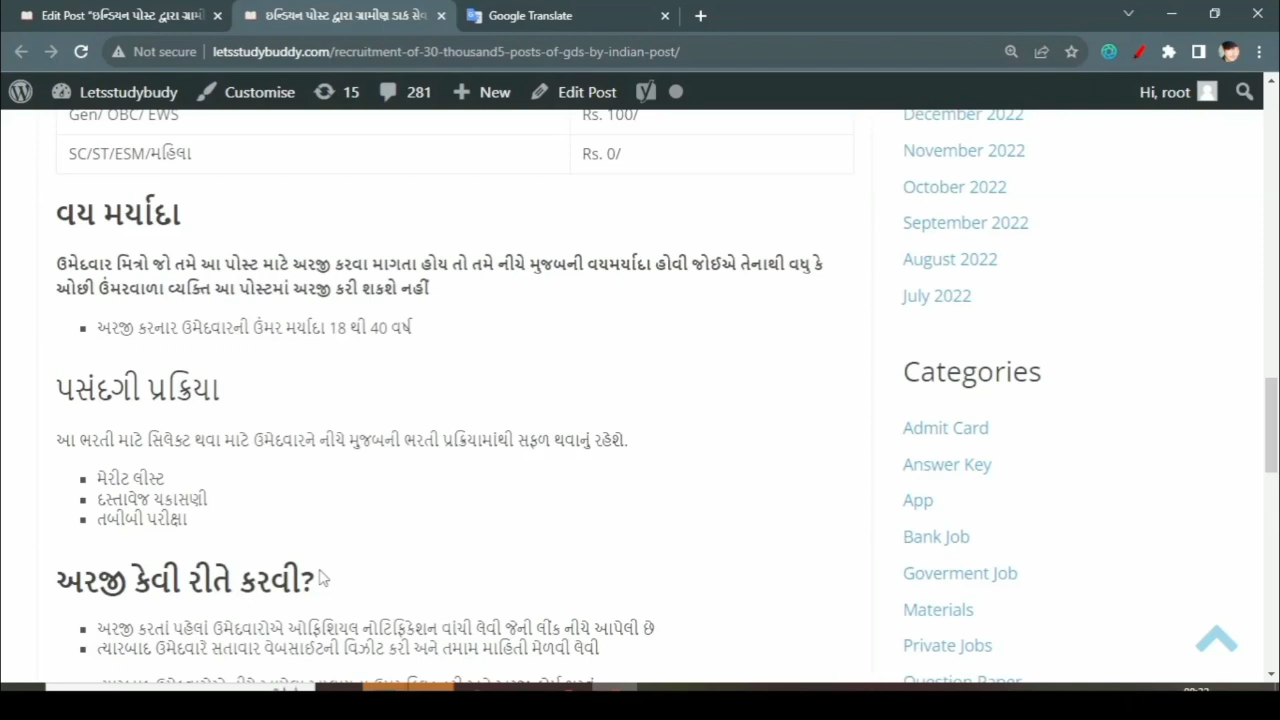 Edit Post "ઇન્ડિયન પોસ્ટ દ્વારા ગ્રામી
ઇન્ડિયન પોસ્ટ દ્વારા ગ્રામીણ ડાક સેવ
Google Translate
Not secure
letsstudybuddy.com/recruitment-of-30-thousand5-posts-of-gds-by-indian-post/
Letsstudybudy
Customise
15
281
New
Edit Post
Hi, root
Gen/ OBC/ EWS
Rs. 100/
SC/ST/ESM/મહિલા
Rs. 0/
વય મર્યાદા
ઉમેદવાર મિત્રો જો તમે આ પોસ્ટ માટે અરજી કરવા માગતા હોય તો તમે નીચે મુજબની વયમર્યાદા હોવી જોઈએ તેનાથી વધુ કે
ઓછી ઉંમરવાળા વ્યક્તિ આ પોસ્ટમાં અરજી કરી શકશે નહીં
અરજી કરનાર ઉમેદવારની ઉંમર મર્યાદા 18 થી 40 વર્ષ
પસંદગી પ્રક્રિયા
આ ભરતી માટે સિલેક્ટ થવા માટે ઉમેદવારને નીચે મુજબની ભરતી પ્રક્રિયામાંથી સફળ થવાનું રહેશે.
મેરીટ લીસ્ટ
દસ્તાવેજ ચકાસણી
તબીબી પરીક્ષા
અરજી કેવી રીતે કરવી?
અરજી કરતાં પહેલાં ઉમેદવારોએ ઓફિશિયલ નોટિફિકેશન વાંચી લેવી જેની લીંક નીચે આપેલી છે
ત્યારબાદ ઉમેદવારે સતાવાર વેબસાઈટની વિઝીટ કરી અને તમામ માહિતી મેળવી લેવી
December 2022
November 2022
October 2022
September 2022
August 2022
July 2022
Categories
Admit Card
Answer Key
App
Bank Job
Goverment Job
Materials
Private Jobs
Question Paper